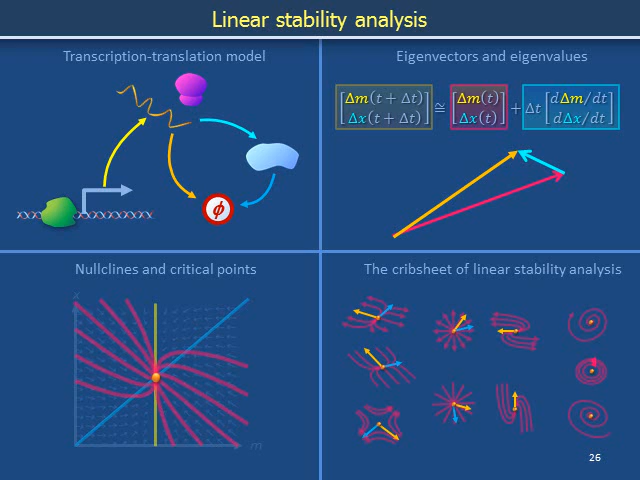 Linear stability analysis
Transcription-translation model
ϕ
Eigenvectors and eigenvalues
[Δm(t + Δt)] ≅ [Δm(t)] + Δt [dΔm/dt]
[Δx(t + Δt)] [Δx(t)] [dΔx/dt]
Nullclines and critical points
x
m
The cribsheet of linear stability analysis
26